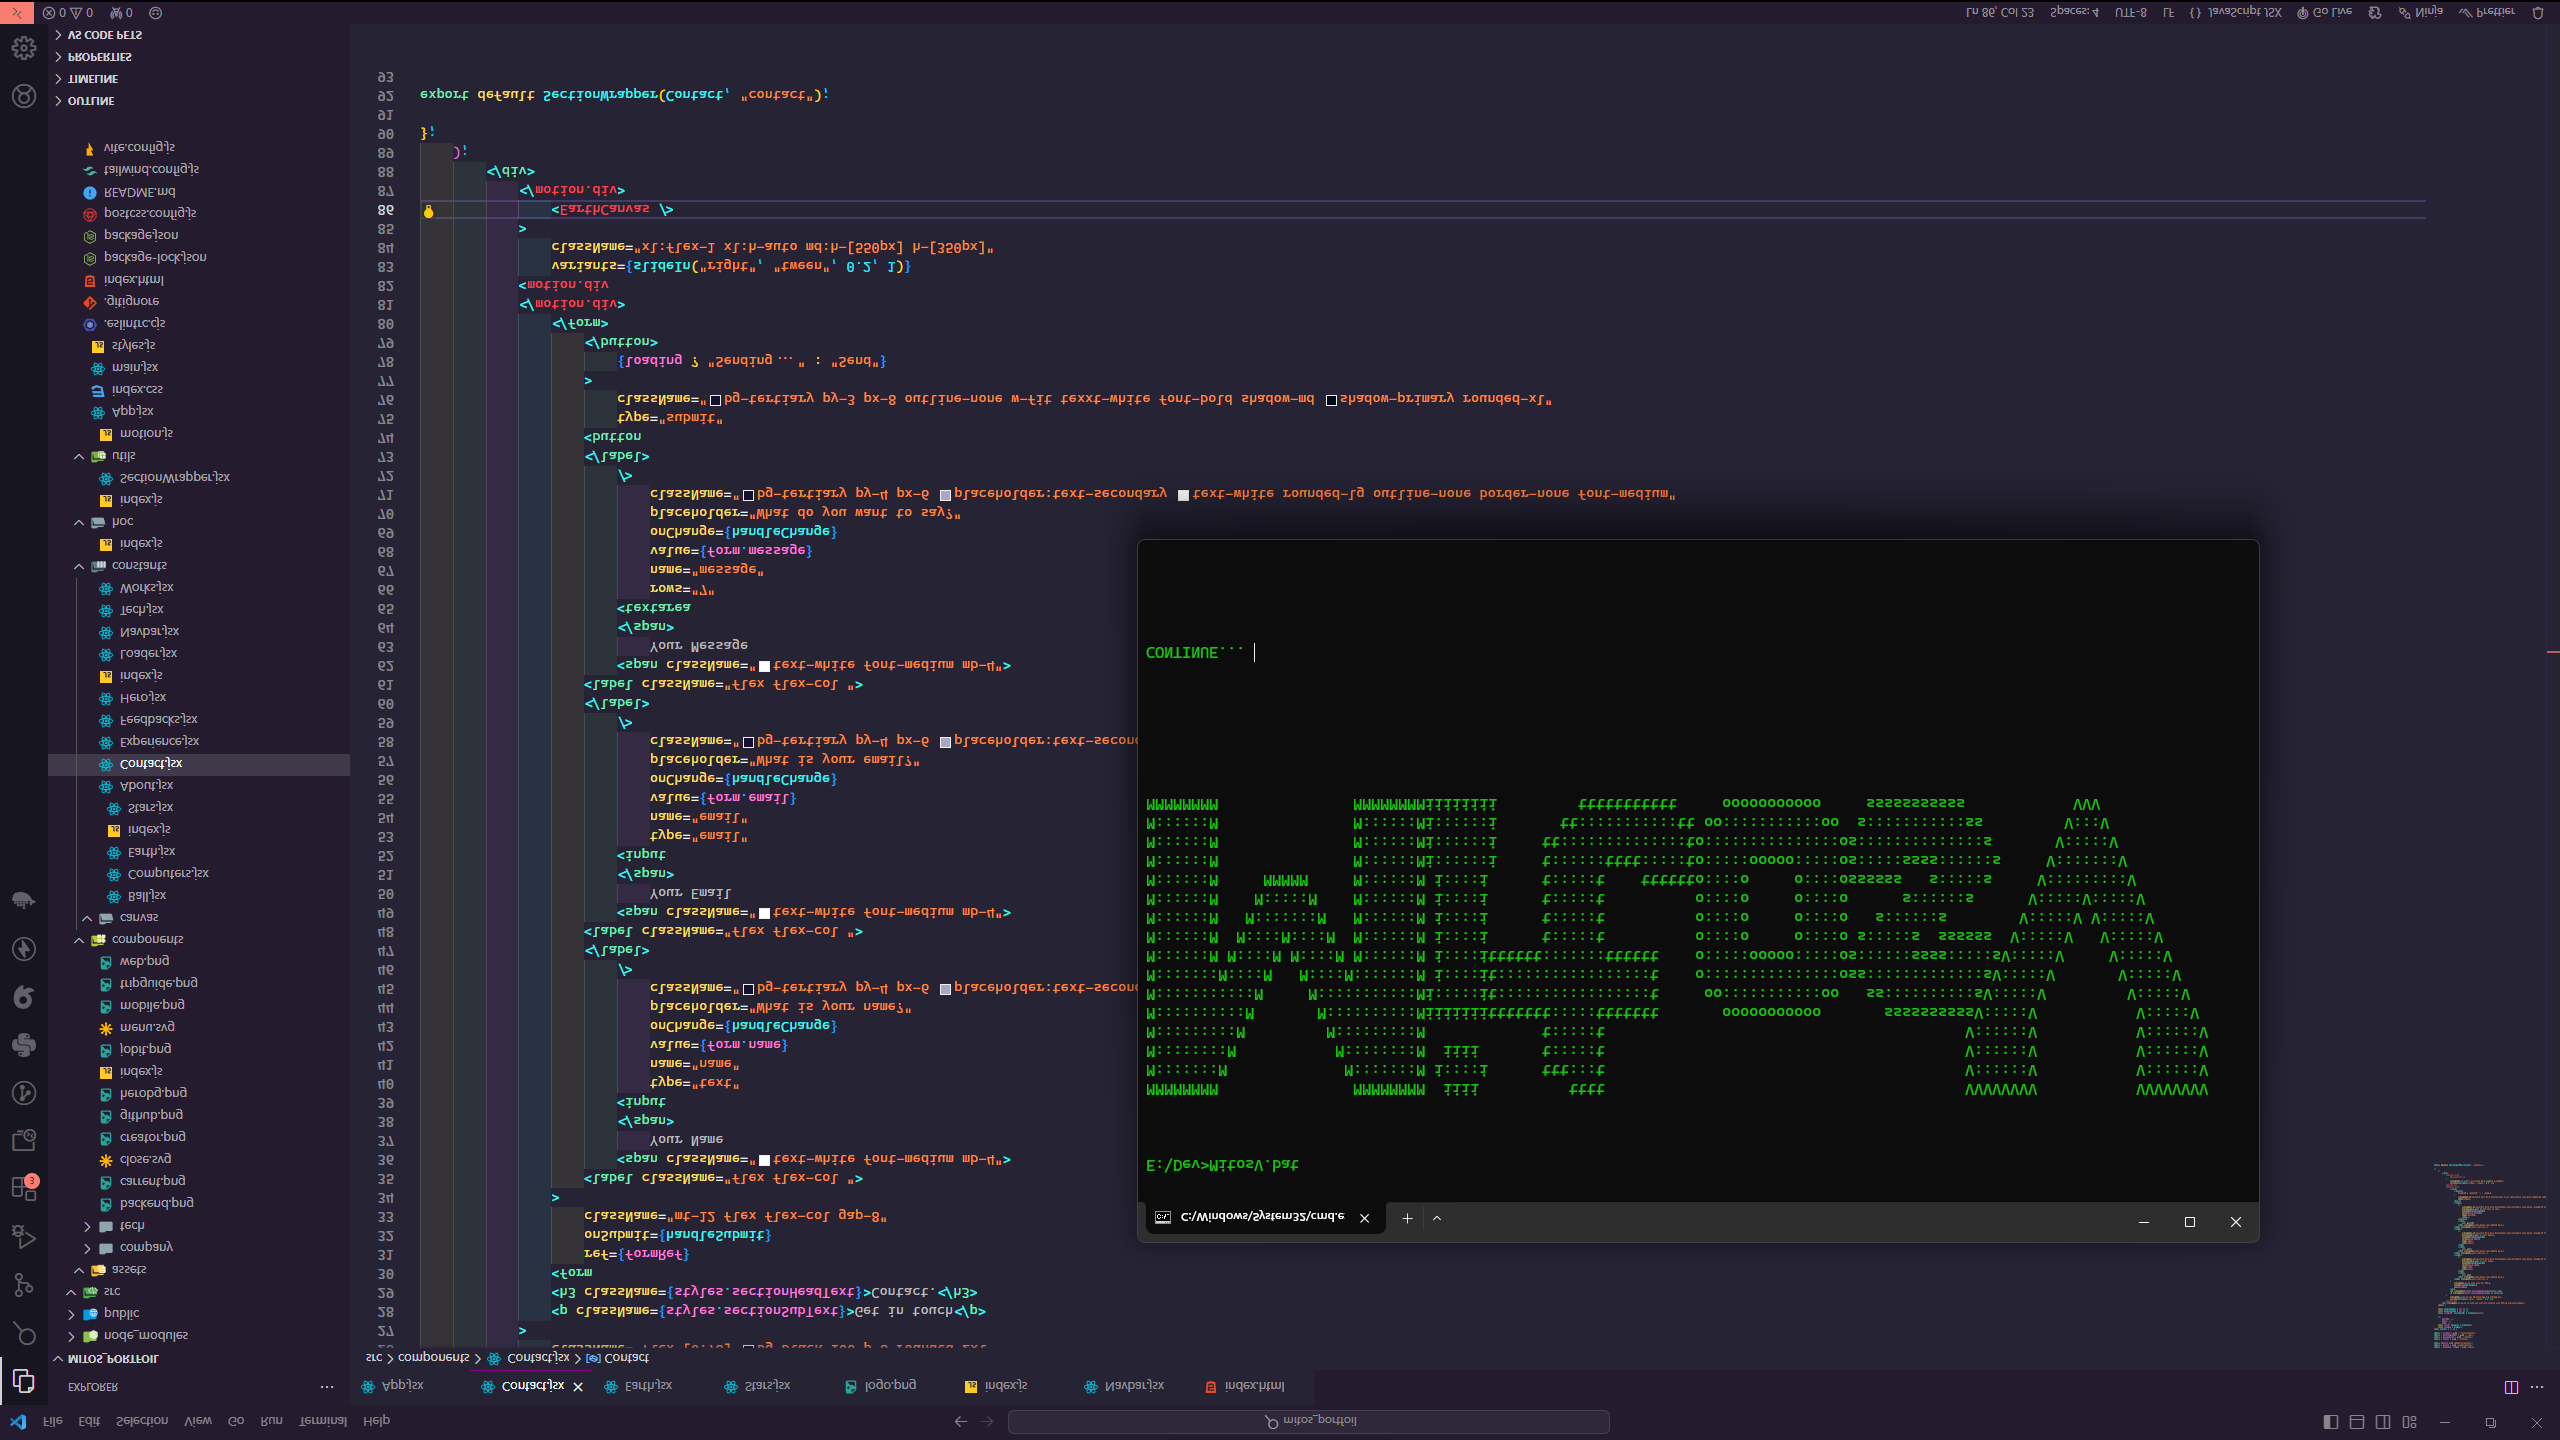 File Edit Selection View Go Run Terminal Help
mitos_portfoil
EXPLORER
MITOS_PORTFOIL
node_modules
public
src
assets
company
tech
backend.png
carrent.png
close.svg
creator.png
github.png
herobg.png
index.js
jobit.png
menu.svg
mobile.png
tripguide.png
web.png
components
canvas
Ball.jsx
Computers.jsx
Earth.jsx
index.js
Stars.jsx
About.jsx
Contact.jsx
Experience.jsx
Feedbacks.jsx
Hero.jsx
index.js
Loader.jsx
Navbar.jsx
Tech.jsx
Works.jsx
constants
index.js
hoc
index.js
SectionWrapper.jsx
utils
motion.js
App.jsx
index.css
main.jsx
styles.js
.eslintrc.cjs
.gitignore
index.html
package-lock.json
package.json
postcss.config.js
README.md
tailwind.config.js
vite.config.js
OUTLINE
TIMELINE
PROPERTIES
VS CODE PETS
App.jsx Contact.jsx Earth.jsx Stars.jsx logo.png index.js Navbar.jsx index.html
src > components > Contact.jsx > Contact
27 >
28 <p className={styles.sectionSubText}>Get in touch</p>
29 <h3 className={styles.sectionHeadText}>Contact.</h3>
30 <form
31 ref={formRef}
32 onSubmit={handleSubmit}
33 className="mt-12 flex flex-col gap-8"
34 >
35 <label className="flex flex-col ">
36 <span className="text-white font-medium mb-4">
37 Your Name
38 </span>
39 <input
40 type="text"
41 name="name"
42 value={form.name}
43 onChange={handleChange}
44 placeholder="What is your name?"
45 className="bg-tertiary py-4 px-6 placeholder:text-secon
46 />
47 </label>
48 <label className="flex flex-col ">
49 <span className="text-white font-medium mb-4">
50 Your Email
51 </span>
52 <input
53 type="email"
54 name="email"
55 value={form.email}
56 onChange={handleChange}
57 placeholder="What is your email?"
58 className="bg-tertiary py-4 px-6 placeholder:text-secon
59 />
60 </label>
61 <label className="flex flex-col ">
62 <span className="text-white font-medium mb-4">
63 Your Message
64 </span>
65 <textarea
66 rows="7"
67 name="message"
68 value={form.message}
69 onChange={handleChange}
70 placeholder="What do you want to say?"
71 className="bg-tertiary py-4 px-6 placeholder:text-secondary text-white rounded-lg outline-none border-none font-medium"
72 />
73 </label>
74 <button
75 type="submit"
76 className="bg-tertiary py-3 px-8 outline-none w-fit texxt-white font-bold shadow-md shadow-primary rounded-xl"
77 >
78 {loading ? "Sending..." : "Send"}
79 </button>
80 </form>
81 </motion.div>
82 <motion.div
83 variants={slideIn("right", "tween", 0.2, 1)}
84 className="xl:flex-1 xl:h-auto md:h-[550px] h-[350px]"
85 >
86 <EarthCanvas />
87 </motion.div>
88 </div>
89 );
90 };
91
92 export default SectionWrapper(Contact, "contact");
93
C:\Windows\System32\cmd.e
E:\Dev>MitosV.bat
MitosV
CONTINUE...
3
0 0 0 Ln 86, Col 23 Spaces: 4 UTF-8 LF {} JavaScript JSX Go Live Ninja Prettier